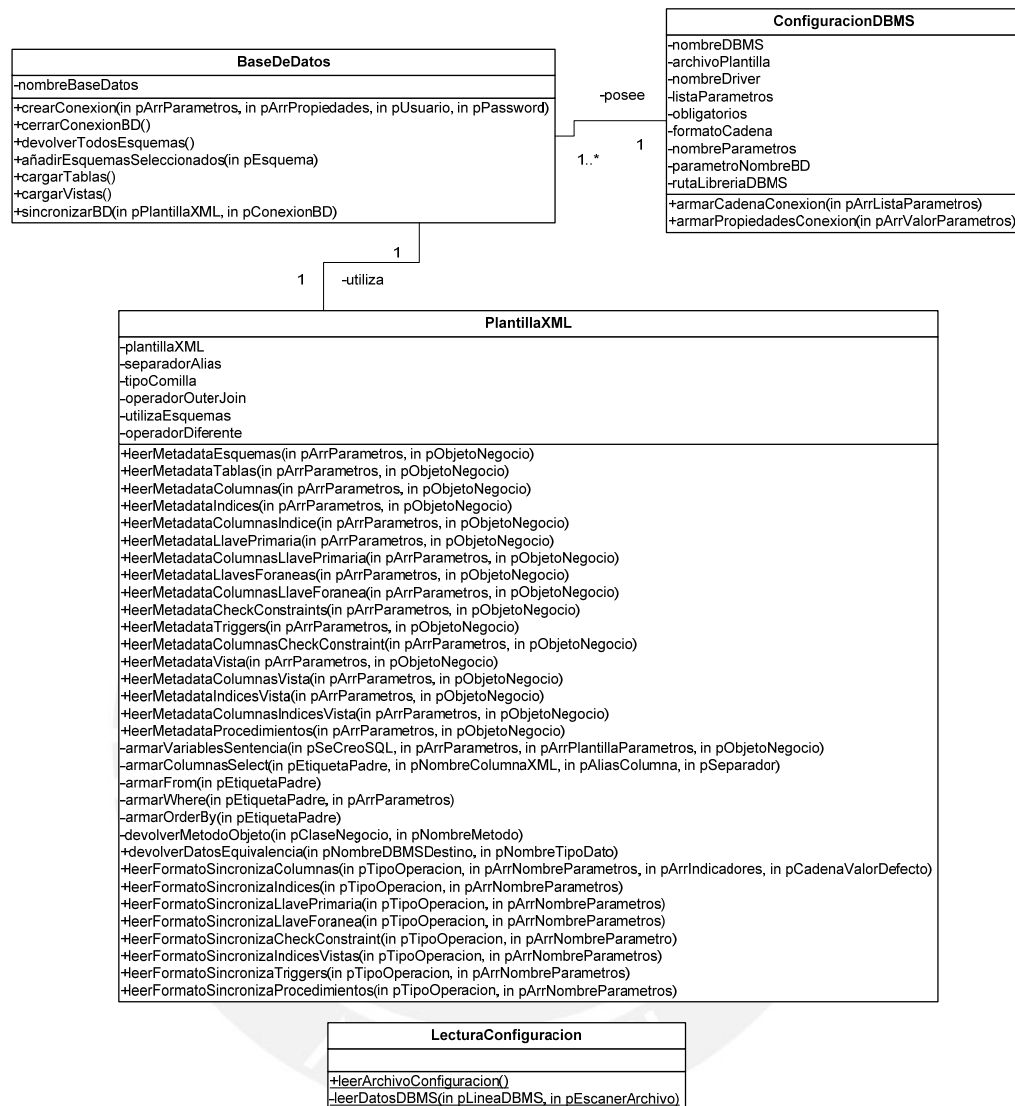 BaseDeDatos
-nombreBaseDatos
+crearConexion(in pArrParametros, in pArrPropiedades, in pUsuario, in pPassword)
+cerrarConexionBD()
+devolverTodosEsquemas()
+añadirEsquemasSeleccionados(in pEsquema)
+cargarTablas()
+cargarVistas()
+sincronizarBD(in pPlantillaXML, in pConexionBD)
-posee
1..*
1
ConfiguracionDBMS
-nombreDBMS
-archivoPlantilla
-nombreDriver
-listaParametros
-obligatorios
-formatoCadena
-nombreParametros
-parametroNombreBD
-rutaLibreriaDBMS
+armarCadenaConexion(in pArrListaParametros)
+armarPropiedadesConexion(in pArrValorParametros)
1
1
-utiliza
PlantillaXML
-plantillaXML
-separadorAlias
-tipoComilla
-operadorOuterJoin
-utilizaEsquemas
-operadorDiferente
+leerMetadataEsquemas(in pArrParametros, in pObjetoNegocio)
+leerMetadataTablas(in pArrParametros, in pObjetoNegocio)
+leerMetadataColumnas(in pArrParametros, in pObjetoNegocio)
+leerMetadataIndices(in pArrParametros, in pObjetoNegocio)
+leerMetadataColumnasIndice(in pArrParametros, in pObjetoNegocio)
+leerMetadataLlavePrimaria(in pArrParametros, in pObjetoNegocio)
+leerMetadataColumnasLlavePrimaria(in pArrParametros, in pObjetoNegocio)
+leerMetadataLlavesForaneas(in pArrParametros, in pObjetoNegocio)
+leerMetadataColumnasLlaveForanea(in pArrParametros, in pObjetoNegocio)
+leerMetadataCheckConstraints(in pArrParametros, in pObjetoNegocio)
+leerMetadataTriggers(in pArrParametros, in pObjetoNegocio)
+leerMetadataColumnasCheckConstraint(in pArrParametros, in pObjetoNegocio)
+leerMetadataVista(in pArrParametros, in pObjetoNegocio)
+leerMetadataColumnasVista(in pArrParametros, in pObjetoNegocio)
+leerMetadataIndicesVista(in pArrParametros, in pObjetoNegocio)
+leerMetadataColumnasIndicesVista(in pArrParametros, in pObjetoNegocio)
+leerMetadataProcedimientos(in pArrParametros, in pObjetoNegocio)
-armarVariablesSentencia(in pSeCreoSQL, in pArrParametros, in pArrPlantillaParametros, in pObjetoNegocio)
-armarColumnasSelect(in pEtiquetaPadre, in pNombreColumnaXML, in pAliasColumna, in pSeparador)
-armarFrom(in pEtiquetaPadre)
-armarWhere(in pEtiquetaPadre, in pArrParametros)
-armarOrderBy(in pEtiquetaPadre)
-devolverMetodoObjeto(in pClaseNegocio, in pNombreMetodo)
+devolverDatosEquivalencia(in pNombreDBMSDestino, in pNombreTipoDato)
+leerFormatoSincronizaColumnas(in pTipoOperacion, in pArrNombreParametros, in pArrIndicadores, in pCadenaValorDefecto)
+leerFormatoSincronizaIndices(in pTipoOperacion, in pArrNombreParametros)
+leerFormatoSincronizaLlavePrimaria(in pTipoOperacion, in pArrNombreParametros)
+leerFormatoSincronizaLlaveForanea(in pTipoOperacion, in pArrNombreParametros)
+leerFormatoSincronizaCheckConstraint(in pTipoOperacion, in pArrNombreParametro)
+leerFormatoSincronizaIndicesVistas(in pTipoOperacion, in pArrNombreParametros)
+leerFormatoSincronizaTriggers(in pTipoOperacion, in pArrNombreParametros)
+leerFormatoSincronizaProcedimientos(in pTipoOperacion, in pArrNombreParametros)
LecturaConfiguracion
+leerArchivoConfiguracion()
-leerDatosDBMS(in pLineaDBMS, in pEscanerArchivo)